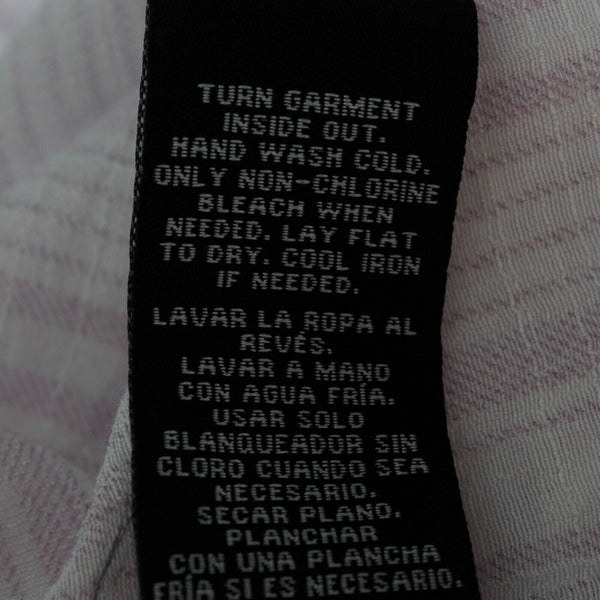 TURN GARMENT
INSIDE OUT.
HAND WASH COLD.
ONLY NON-CHLORINE
BLEACH WHEN
NEEDED. LAY FLAT
TO DRY. COOL IRON
IF NEEDED.
LAVAR LA ROPA AL
REVÉS.
LAVAR A MANO
CON AGUA FRÍA.
USAR SOLO
BLANQUEADOR SIN
CLORO CUANDO SEA
NECESARIO.
SECAR PLANO.
PLANCHAR
CON UNA PLANCHA
FRÍA SI ES NECESARIO.